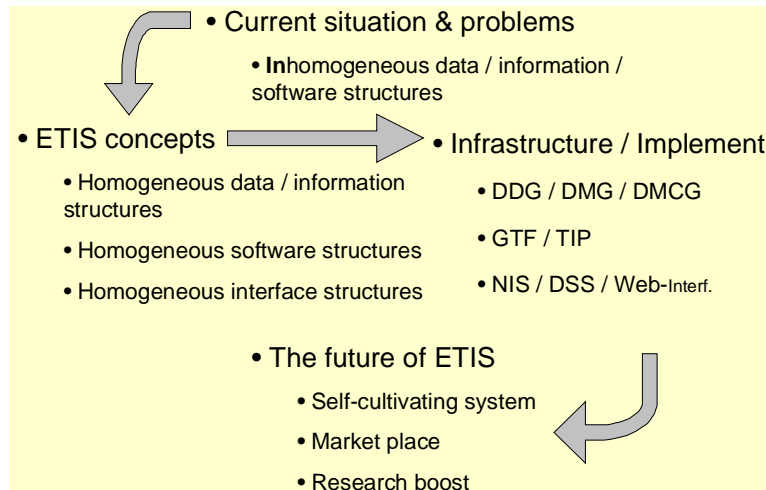 • Current situation & problems
• Inhomogeneous data / information /
software structures
• ETIS concepts
• Homogeneous data / information
structures
• Homogeneous software structures
• Homogeneous interface structures
• Infrastructure / Implement
• DDG / DMG / DMCG
• GTF / TIP
• NIS / DSS / Web-Interf.
• The future of ETIS
• Self-cultivating system
• Market place
• Research boost